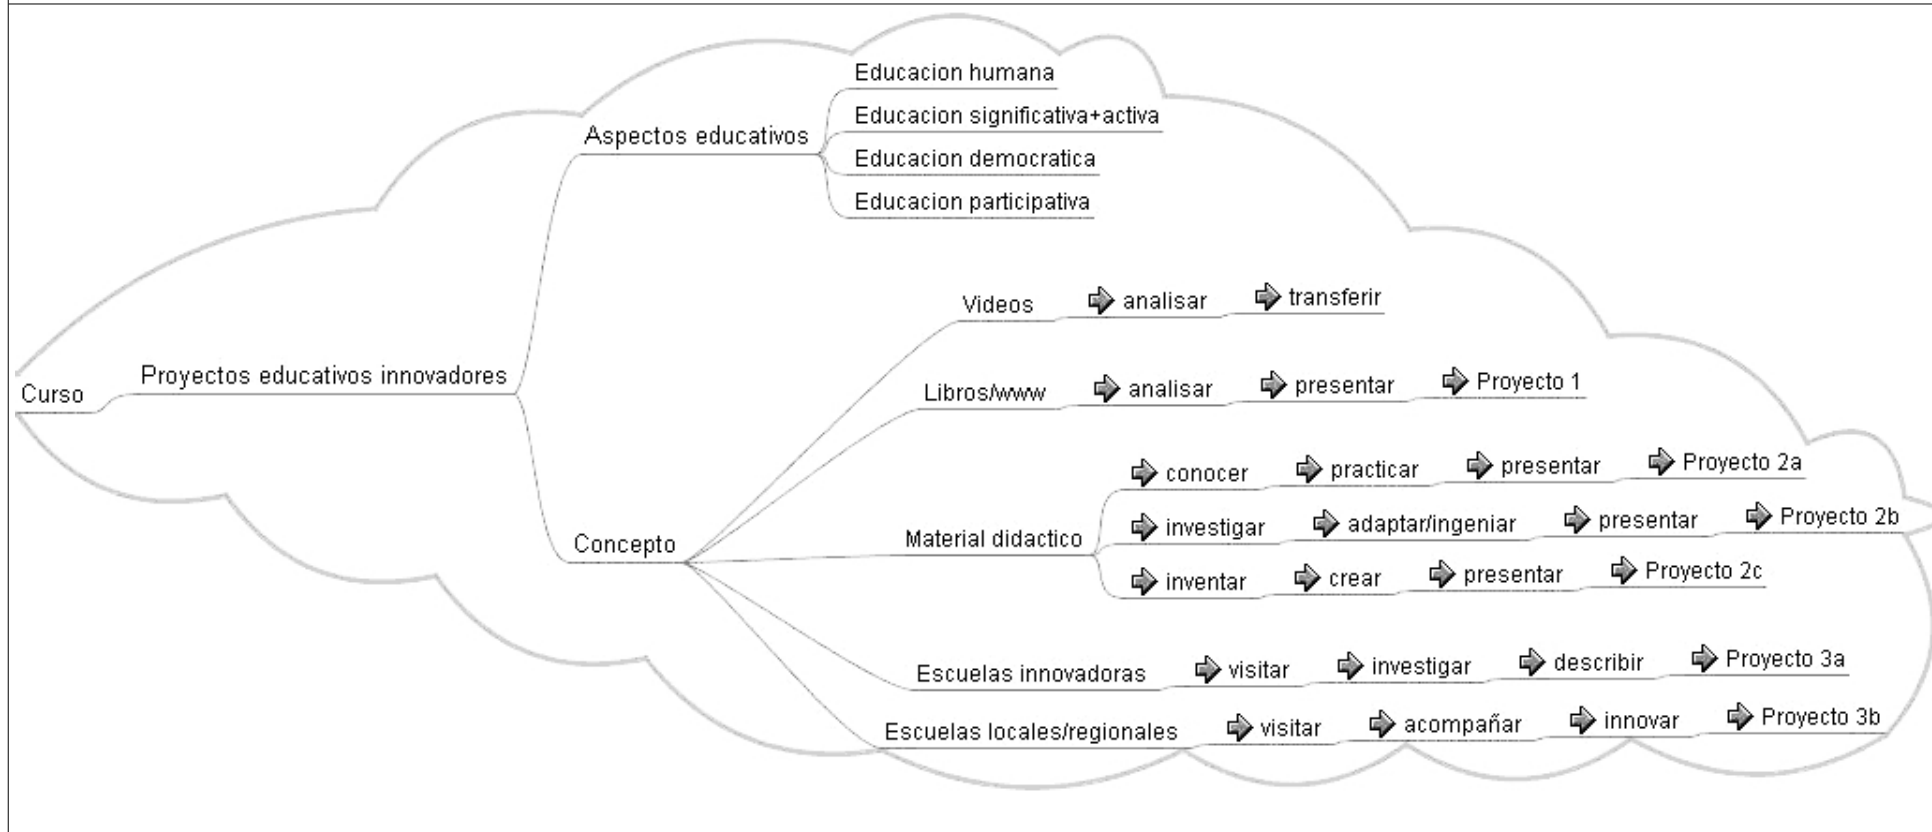 Curso
Proyectos educativos innovadores
Aspectos educativos
Educacion humana
Educacion significativa+activa
Educacion democratica
Educacion participativa
Concepto
Videos analisar transferir
Libros/www analisar presentar Proyecto 1
Material didactico
conocer practicar presentar Proyecto 2a
investigar adaptar/ingeniar presentar Proyecto 2b
inventar crear presentar Proyecto 2c
Escuelas innovadoras visitar investigar describir Proyecto 3a
Escuelas locales/regionales visitar acompañar innovar Proyecto 3b